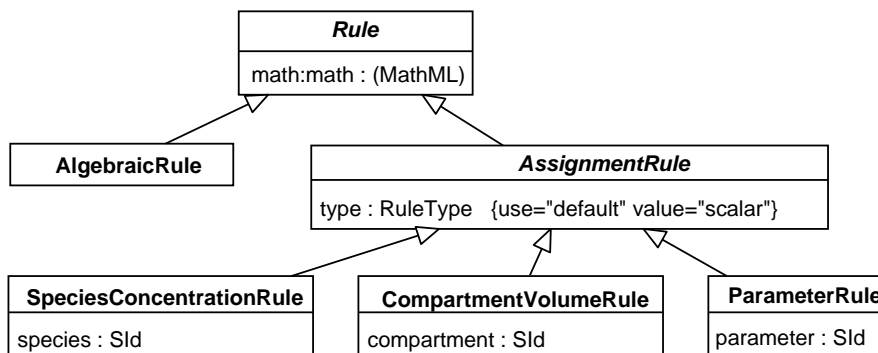 Rule
math:math : (MathML)
AlgebraicRule
AssignmentRule
type : RuleType {use="default" value="scalar"}
SpeciesConcentrationRule
species : SId
CompartmentVolumeRule
compartment : SId
ParameterRule
parameter : SId